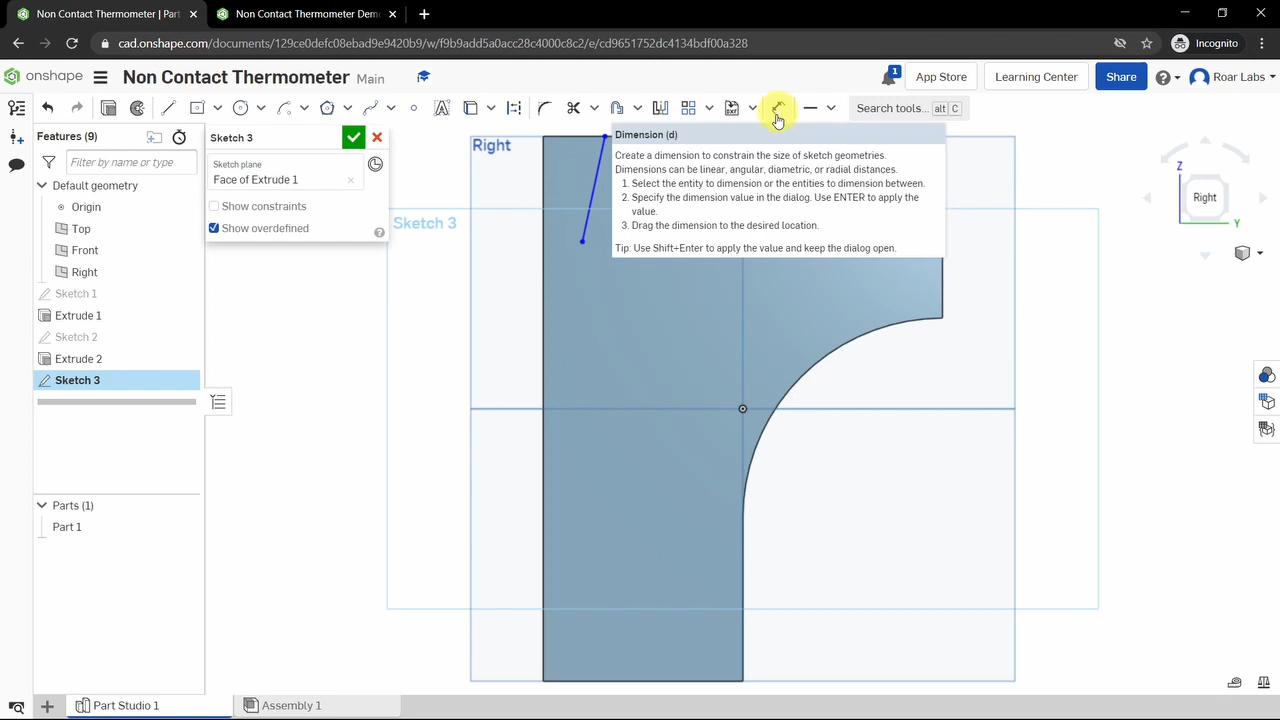 Non Contact Thermometer | Part
Non Contact Thermometer Dem
cad.onshape.com/documents/129ce0defc08ebad9e9420b9/w/f9b9add5a0acc28c4000c8c2/e/cd9651752dc4134bdf00a328
Incognito
onshape
Non Contact Thermometer Main
1
App Store
Learning Center
Share
Roar Labs
Search tools... alt C
Features (9)
Filter by name or type
Default geometry
Origin
Top
Front
Right
Sketch 1
Extrude 1
Sketch 2
Extrude 2
Sketch 3
Parts (1)
Part 1
Sketch 3
Sketch plane
Face of Extrude 1
Show constraints
Show overdefined
Right
Sketch 3
Dimension (d)
Create a dimension to constrain the size of sketch geometries.
Dimensions can be linear, angular, diametric, or radial distances.
1. Select the entity to dimension or the entities to dimension between.
2. Specify the dimension value in the dialog. Use ENTER to apply the
value.
3. Drag the dimension to the desired location.
Tip: Use Shift+Enter to apply the value and keep the dialog open.
Z
Right
Y
Part Studio 1
Assembly 1